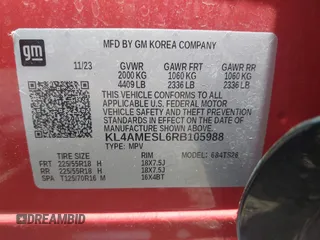 gm
MFD BY GM KOREA COMPANY
11/23 GVWR GAWR FRT GAWR RR
2000 KG 1060 KG 1060 KG
4409 LB 2336 LB 2336 LB
THIS VEHICLE CONFORMS TO ALL
APPLICABLE U.S. FEDERAL MOTOR
VEHICLE SAFETY AND THEFT
PREVENTION STANDARDS IN EFFECT
ON THE DATE OF MANUFACTURE
SHOWN ABOVE.
KL4AMESL6RB105988
TYPE: MPV MODEL:
TIRE SIZE RIM
FRT 225/55R18 H 18X7.5J
RR 225/55R18 H 18X7.5J
SPA T125/70R16 M 16X4BT
©DRIAMBID